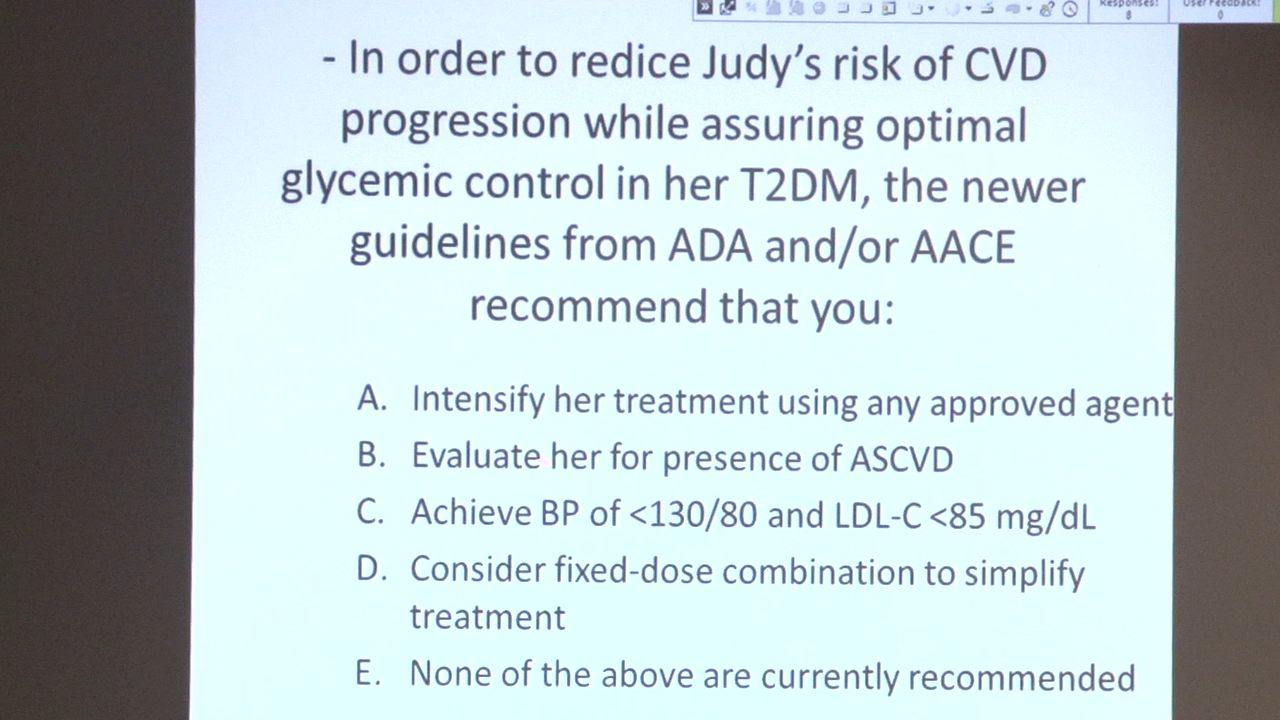 Responses: User Feedback:
8 0
- In order to redice Judy's risk of CVD
progression while assuring optimal
glycemic control in her T2DM, the newer
guidelines from ADA and/or AACE
recommend that you:
A. Intensify her treatment using any approved agent
B. Evaluate her for presence of ASCVD
C. Achieve BP of <130/80 and LDL-C <85 mg/dL
D. Consider fixed-dose combination to simplify
treatment
E. None of the above are currently recommended